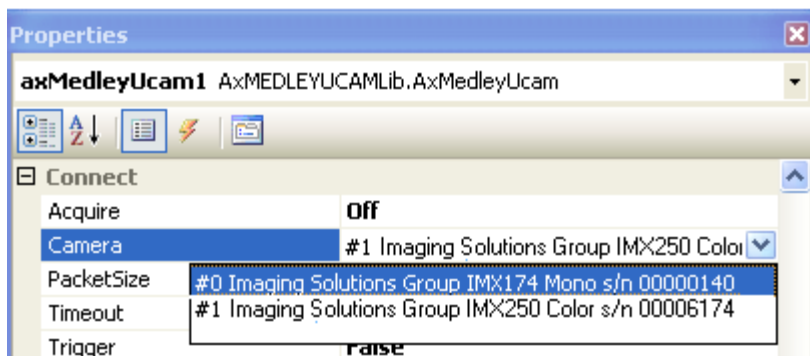 Properties
axMedleyUcam1 AxMEDLEYUCAMLib.AxMedleyUcam
Connect
Acquire Off
Camera #1 Imaging Solutions Group IMX250 Color
PacketSize #0 Imaging Solutions Group IMX174 Mono s/n 00000140
Timeout #1 Imaging Solutions Group IMX250 Color s/n 00006174
Trigger False